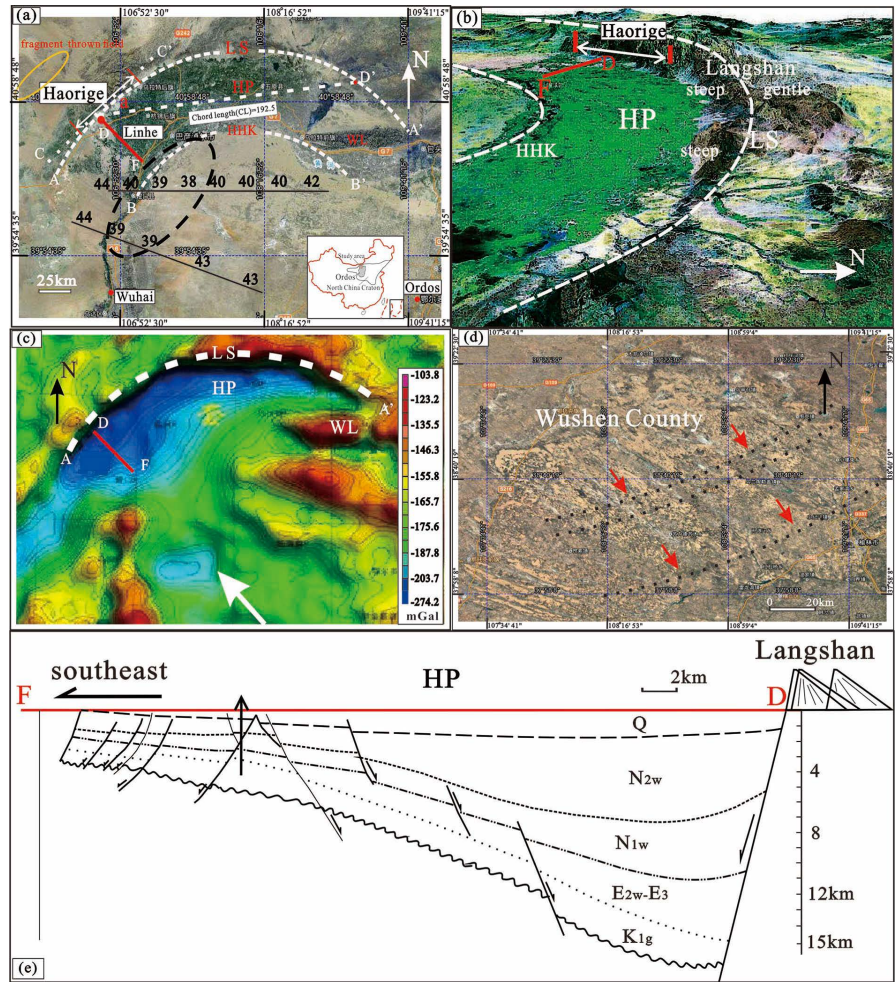 (a)
106°52′30″
108°16′53″
109°41′15″
fragment thrown field
C'
LS
N
40°58′48″
HP
D'
40°58′48″
Haorige
Chord length(CL)=192.5
Linhe
HHK
WL
D
C
F
A'
A
44 40 39 38 40 40 40 42
B
B'
44
39
43
43
39°54′35″
39°54′35″
25km
Wuhai
Study area
Ordos
North China Craton
Ordos
106°52′30″
108°16′53″
109°41′15″
(b)
Haorige
D
Langshan
steep
gentle
F
HP
HHK
LS
steep
N
(c)
N
LS
HP
D
WL
A'
A
F
-103.8
-123.5
-135.5
-146.3
-155.8
-164.9
-175.6
-187.8
-203.7
-274.2
mGal
(d)
107°34′41″
108°16′53″
108°59′4″
109°41′15″
N
Wushen County
0 20km
107°34′41″
108°16′53″
108°59′4″
109°41′15″
southeast
HP
Langshan
F
2km
D
Q
N2w
4
N1w
8
E2w-E3
12km
K1g
15km
(e)